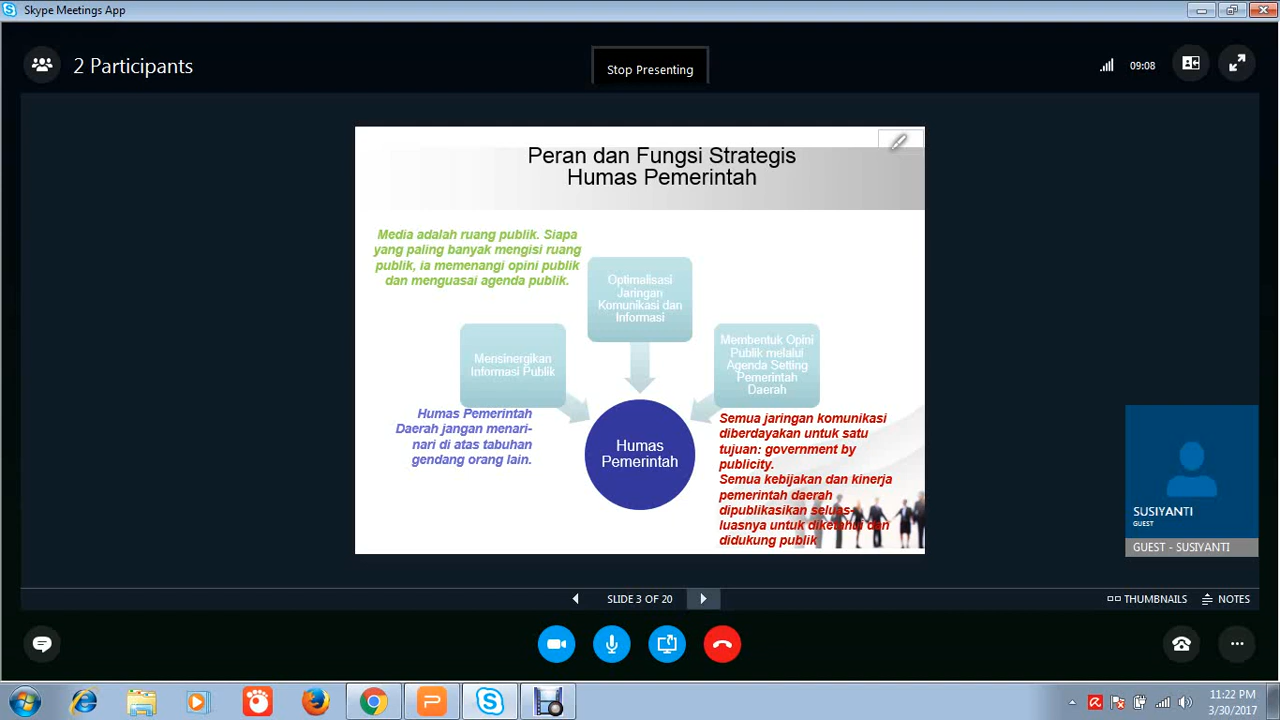 Skype Meetings App
2 Participants
Stop Presenting
09:08
Peran dan Fungsi Strategis
Humas Pemerintah
Media adalah ruang publik. Siapa
yang paling banyak mengisi ruang
publik, ia memenangi opini publik
dan menguasai agenda publik.
Optimalisasi
Jaringan
Komunikasi dan
Informasi
Mensinergikan
Informasi Publik
Membentuk Opini
Publik melalui
Agenda Setting
Pemerintah
Daerah
Humas Pemerintah
Daerah jangan menari-
nari di atas tabuhan
gendang orang lain.
Humas
Pemerintah
Semua jaringan komunikasi
diberdayakan untuk satu
tujuan: government by
publicity.
Semua kebijakan dan kinerja
pemerintah daerah
dipublikasikan seluas-
luasnya untuk diketahui dan
didukung publik
SUSIYANTI
GUEST
GUEST - SUSIYANTI
SLIDE 3 OF 20
THUMBNAILS
NOTES
11:22 PM
3/30/2017